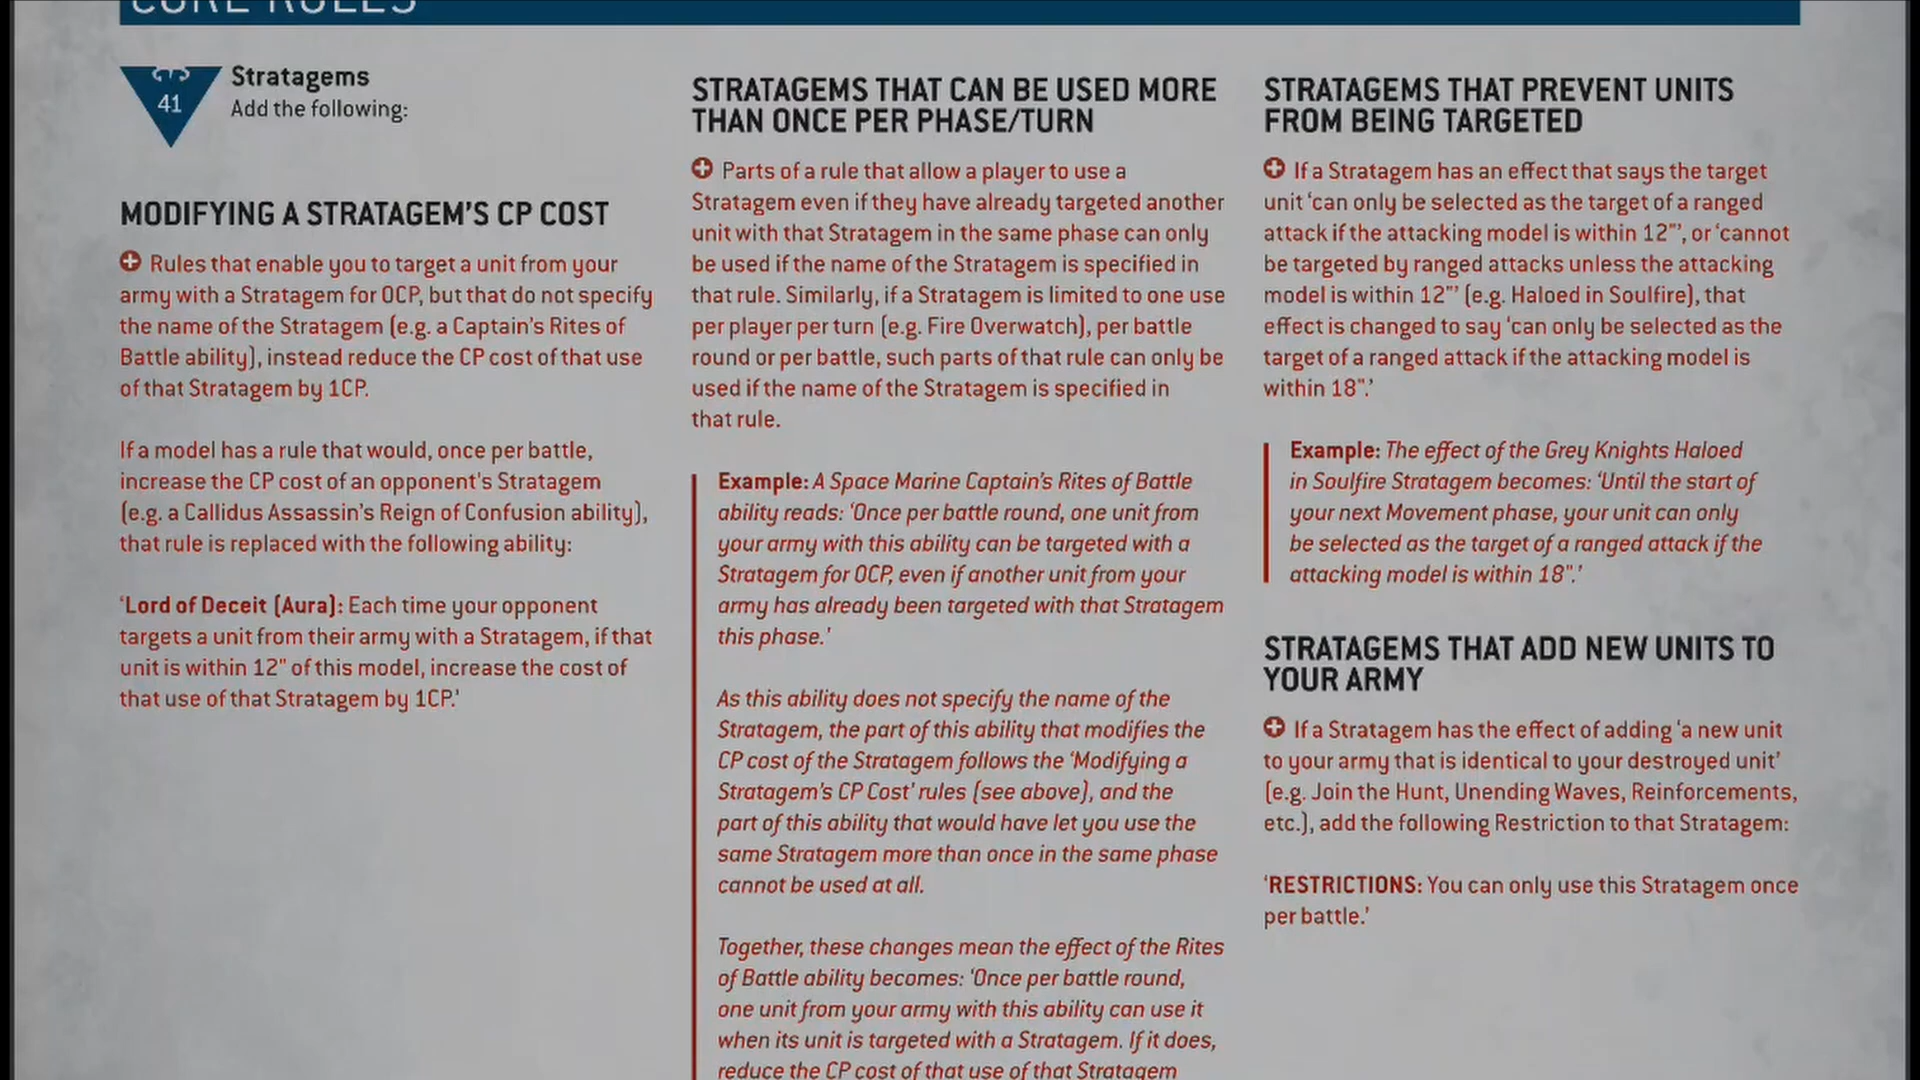 CORE RULES
41
Stratagems
Add the following:
MODIFYING A STRATAGEM'S CP COST
Rules that enable you to target a unit from your
army with a Stratagem for 0CP, but that do not specify
the name of the Stratagem (e.g. a Captain's Rites of
Battle ability), instead reduce the CP cost of that use
of that Stratagem by 1CP.
If a model has a rule that would, once per battle,
increase the CP cost of an opponent's Stratagem
(e.g. a Callidus Assassin's Reign of Confusion ability),
that rule is replaced with the following ability:
'Lord of Deceit (Aura): Each time your opponent
targets a unit from their army with a Stratagem, if that
unit is within 12" of this model, increase the cost of
that use of that Stratagem by 1CP.'
STRATAGEMS THAT CAN BE USED MORE
THAN ONCE PER PHASE/TURN
Parts of a rule that allow a player to use a
Stratagem even if they have already targeted another
unit with that Stratagem in the same phase can only
be used if the name of the Stratagem is specified in
that rule. Similarly, if a Stratagem is limited to one use
per player per turn (e.g. Fire Overwatch), per battle
round or per battle, such parts of that rule can only be
used if the name of the Stratagem is specified in
that rule.
Example: A Space Marine Captain's Rites of Battle
ability reads: 'Once per battle round, one unit from
your army with this ability can be targeted with a
Stratagem for 0CP, even if another unit from your
army has already been targeted with that Stratagem
this phase.'
As this ability does not specify the name of the
Stratagem, the part of this ability that modifies the
CP cost of the Stratagem follows the 'Modifying a
Stratagem's CP Cost' rules (see above), and the
part of this ability that would have let you use the
same Stratagem more than once in the same phase
cannot be used at all.
Together, these changes mean the effect of the Rites
of Battle ability becomes: 'Once per battle round,
one unit from your army with this ability can use it
when its unit is targeted with a Stratagem. If it does,
reduce the CP cost of that use of that Stratagem
STRATAGEMS THAT PREVENT UNITS
FROM BEING TARGETED
If a Stratagem has an effect that says the target
unit 'can only be selected as the target of a ranged
attack if the attacking model is within 12"', or 'cannot
be targeted by ranged attacks unless the attacking
model is within 12"' (e.g. Haloed in Soulfire), that
effect is changed to say 'can only be selected as the
target of a ranged attack if the attacking model is
within 18".'
Example: The effect of the Grey Knights Haloed
in Soulfire Stratagem becomes: 'Until the start of
your next Movement phase, your unit can only
be selected as the target of a ranged attack if the
attacking model is within 18".'
STRATAGEMS THAT ADD NEW UNITS TO
YOUR ARMY
If a Stratagem has the effect of adding 'a new unit
to your army that is identical to your destroyed unit'
(e.g. Join the Hunt, Unending Waves, Reinforcements,
etc.), add the following Restriction to that Stratagem:
'RESTRICTIONS: You can only use this Stratagem once
per battle.'